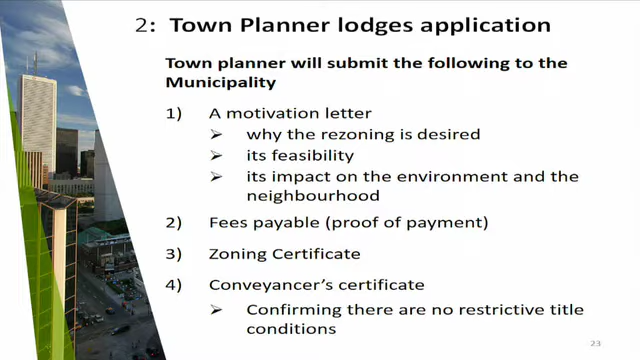 2: Town Planner lodges application
Town planner will submit the following to the
Municipality
1) A motivation letter
➢ why the rezoning is desired
➢ its feasibility
➢ its impact on the environment and the
neighbourhood
2) Fees payable (proof of payment)
3) Zoning Certificate
4) Conveyancer’s certificate
➢ Confirming there are no restrictive title
conditions
23